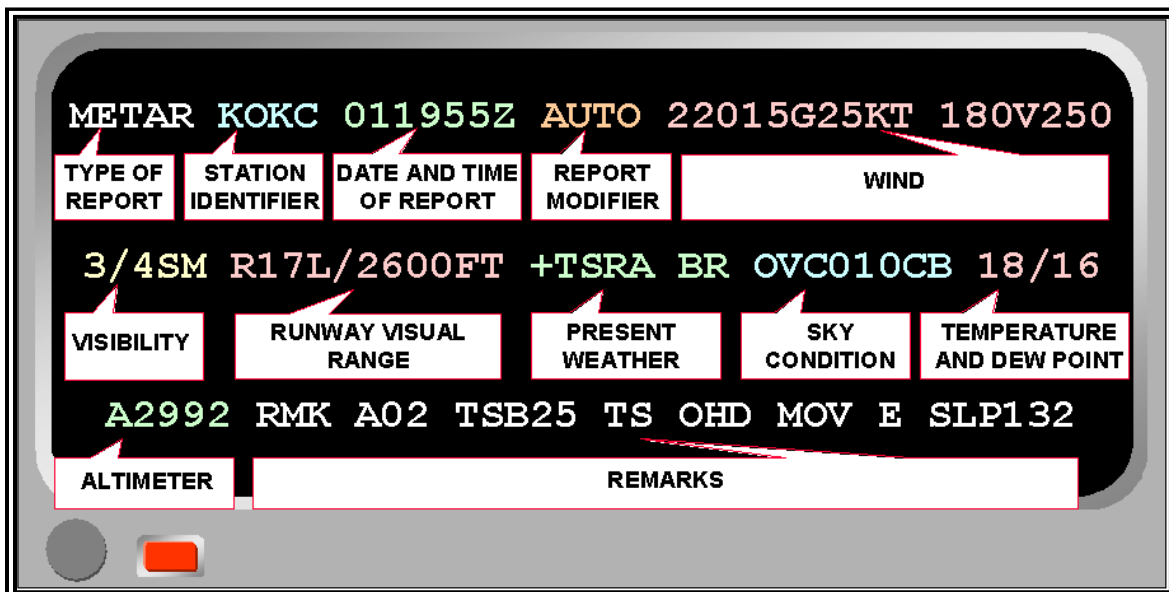 METAR KOKC 011955Z AUTO 22015G25KT 180V250
TYPE OF REPORT
STATION IDENTIFIER
DATE AND TIME OF REPORT
REPORT MODIFIER
WIND
3/4SM R17L/2600FT +TSRA BR OVC010CB 18/16
VISIBILITY
RUNWAY VISUAL RANGE
PRESENT WEATHER
SKY CONDITION
TEMPERATURE AND DEW POINT
A2992 RMK A02 TSB25 TS OHD MOV E SLP132
ALTIMETER
REMARKS